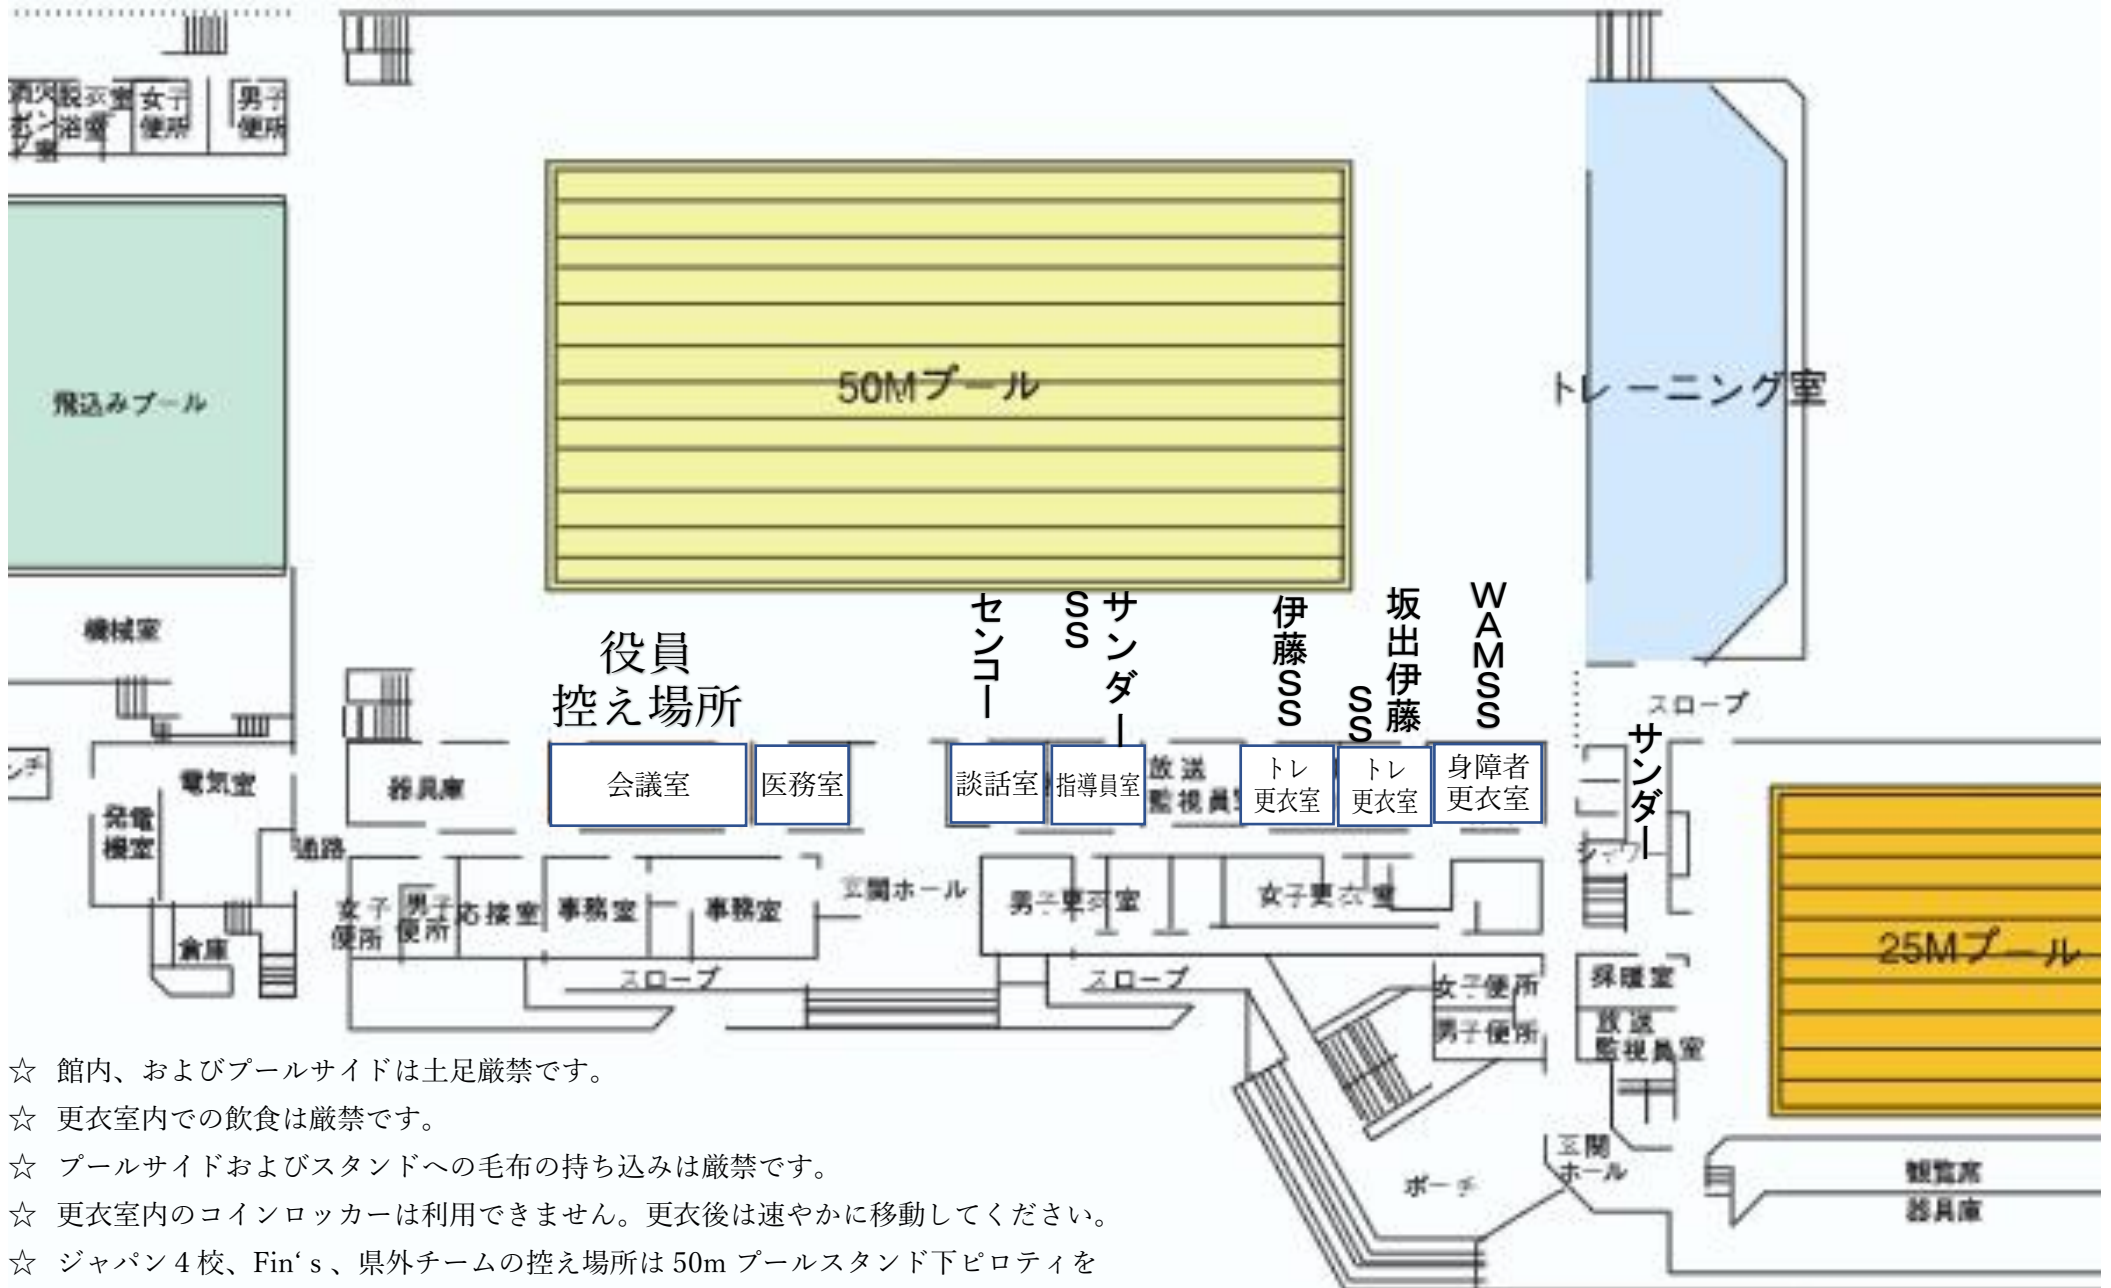 脱衣室
浴室
女子
便所
男子
便所
飛込みプール
50Mプール
トレーニング室
機械室
役員
控え場所
センコー
サンダー
SS
伊藤SS
坂出伊藤
SS
WAMSS
スロープ
サンダー
電気室
発電
機室
通路
倉庫
器具庫
会議室
医務室
談話室
指導員室
放送
監視員
トレ
更衣室
トレ
更衣室
身障者
更衣室
シャワー
女子
便所
男子
便所
応接室
事務室
事務室
玄関ホール
男子更衣室
女子更衣室
スロープ
スロープ
女子便所
男子便所
採暖室
放送
監視員室
25Mプール
玄関
ホール
ポーチ
観覧席
器具庫
☆ 館内、およびプールサイドは土足厳禁です。
☆ 更衣室内での飲食は厳禁です。
☆ プールサイドおよびスタンドへの毛布の持ち込みは厳禁です。
☆ 更衣室内のコインロッカーは利用できません。更衣後は速やかに移動してください。
☆ ジャパン４校、Fin‘ s 、県外チームの控え場所は 50m プールスタンド下ピロティを